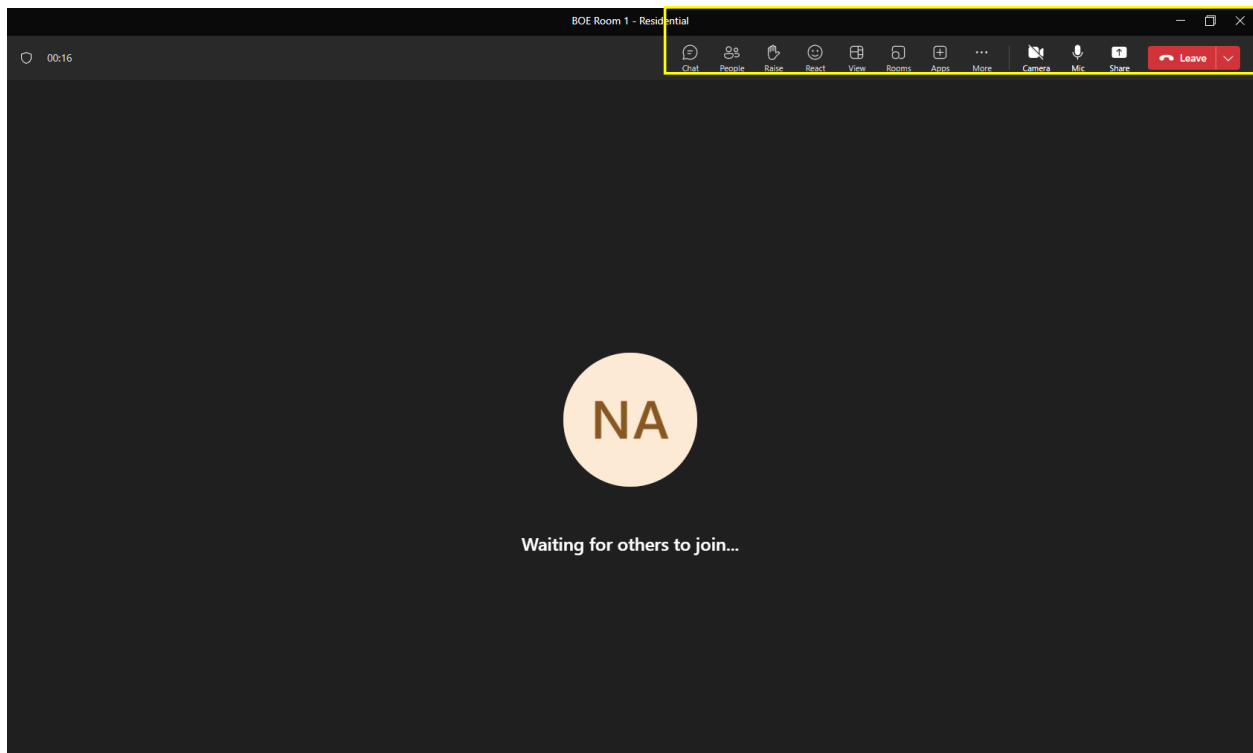 BOE Room 1 - Residential
00:16
Chat People Raise React View Rooms Apps More Camera Mic Share Leave
NA
Waiting for others to join...